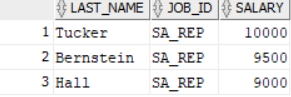 LAST_NAME JOB_ID SALARY
1 Tucker SA_REP 10000
2 Bernstein SA_REP 9500
3 Hall SA_REP 9000